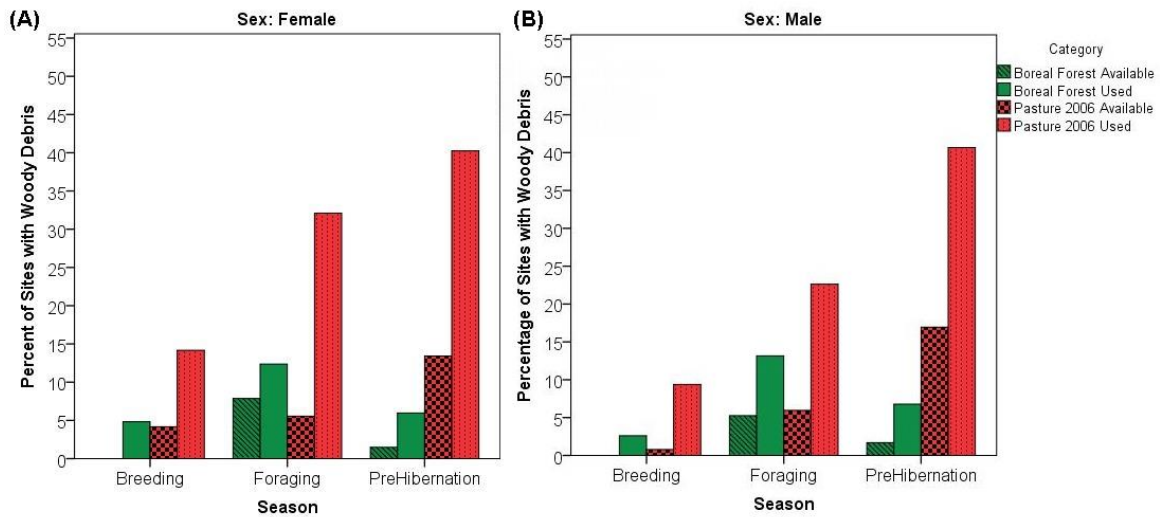 (A)
Sex: Female
Percent of Sites with Woody Debris
55
50
45
40
35
30
25
20
15
10
5
0
Breeding Foraging PreHibernation
Season
(B)
Sex: Male
Percentage of Sites with Woody Debris
55
50
45
40
35
30
25
20
15
10
5
0
Breeding Foraging PreHibernation
Season
Category
Boreal Forest Available
Boreal Forest Used
Pasture 2006 Available
Pasture 2006 Used